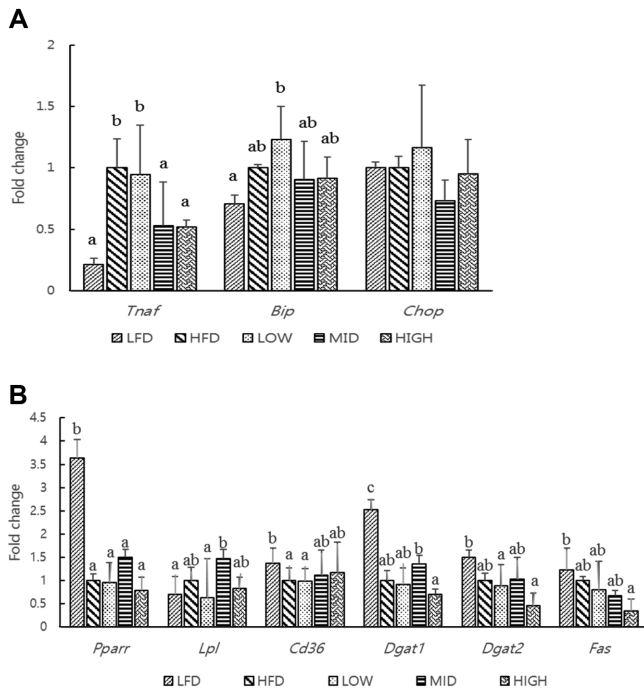 A
2
1.5
1
0.5
0
Fold change
a b b a a
a ab b ab ab
Tnaf Bip Chop
LFD HFD LOW MID HIGH
B
4.5
4
3.5
3
2.5
2
1.5
1
0.5
0
Fold change
b a a a a
a ab a b ab
b a a ab ab
c ab ab b a
b ab a ab a
b a ab a a
Pparr Lpl Cd36 Dgat1 Dgat2 Fas
LFD HFD LOW MID HIGH